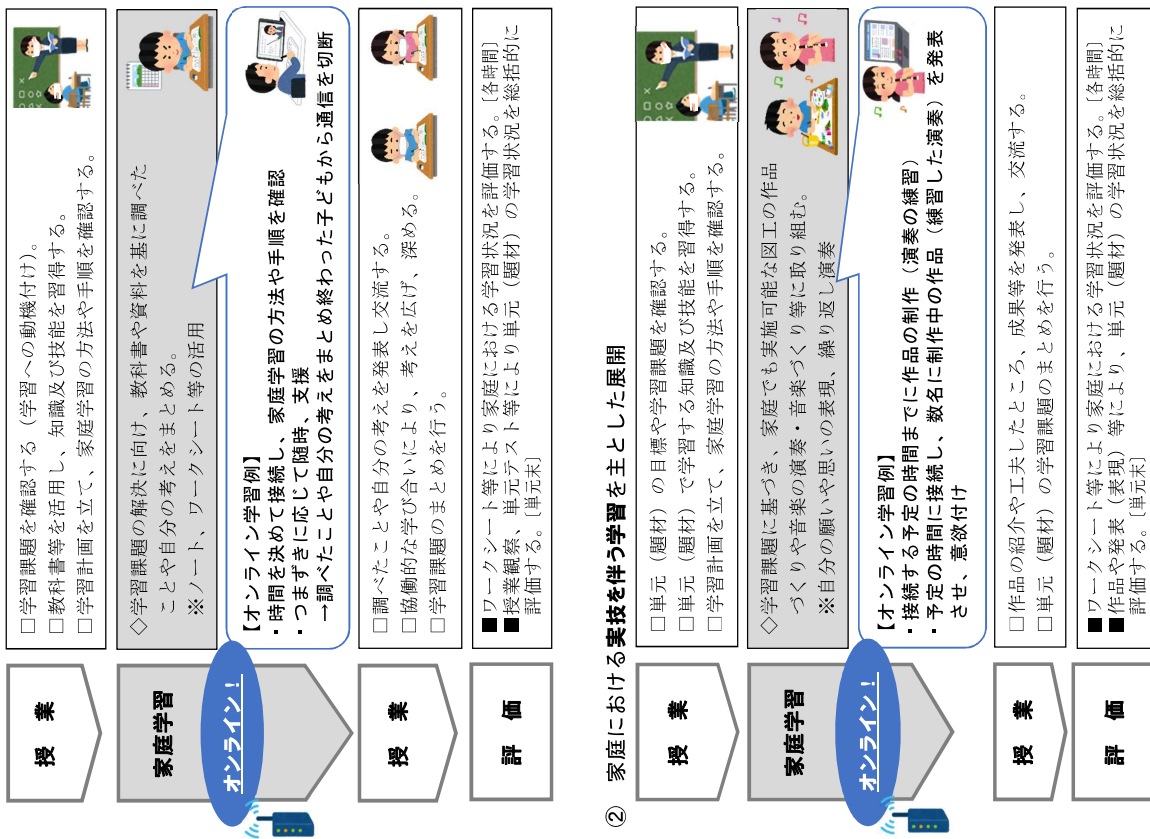 授　業
□学習課題を確認する（学習への動機付け）。
□教科書等を活用し、知識及び技能を習得する。
□学習計画を立て、家庭学習の方法や手順を確認する。
家庭学習
オンライン！
◇学習課題の解決に向け、教科書や資料を基に調べた
ことや自分の考えをまとめる。
※ノート、ワークシート等の活用
【オンライン学習例】
・時間を決めて接続し、家庭学習の方法や手順を確認
・つまずきに応じて随時、支援
→調べたことや自分の考えをまとめ終わった子どもから通信を切断
授　業
□調べたことや自分の考えを発表し交流する。
□協働的な学び合いにより、考えを広げ、深める。
□学習課題のまとめを行う。
評　価
■ワークシート等により家庭における学習状況を評価する。［各時間］
■授業観察、単元テスト等により単元（題材）の学習状況を総括的に
評価する。［単元末］
② 家庭における実技を伴う学習を主とした展開
授　業
□単元（題材）の目標や学習課題を確認する。
□単元（題材）で学習する知識及び技能を習得する。
□学習計画を立て、家庭学習の方法や手順を確認する。
家庭学習
オンライン！
◇学習課題に基づき、家庭でも実施可能な図工の作品
づくりや音楽の演奏・音楽づくり等に取り組む。
※自分の願いや思いの表現、繰り返し演奏
【オンライン学習例】
・接続する予定の時間までに作品の制作（演奏の練習）
・予定の時間に接続し、数名に制作中の作品（練習した演奏）を発表
させ、意欲付け
授　業
□作品の紹介や工夫したところ、成果等を発表し、交流する。
□単元（題材）の学習課題のまとめを行う。
評　価
■ワークシート等により家庭における学習状況を評価する。［各時間］
■作品や発表（表現）等により、単元（題材）の学習状況を総括的に
評価する。［単元末］